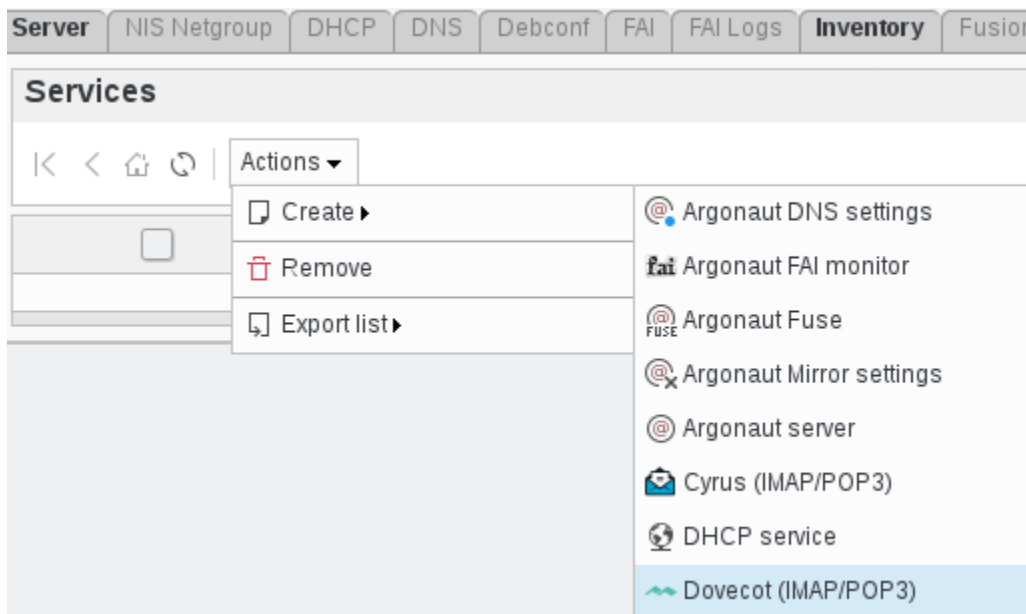 Server NIS Netgroup DHCP DNS Debconf FAI FAI Logs Inventory Fusion
Services
Actions
Create
Remove
Export list
Argonaut DNS settings
fai Argonaut FAI monitor
FUSE Argonaut Fuse
Argonaut Mirror settings
@ Argonaut server
Cyrus (IMAP/POP3)
DHCP service
Dovecot (IMAP/POP3)